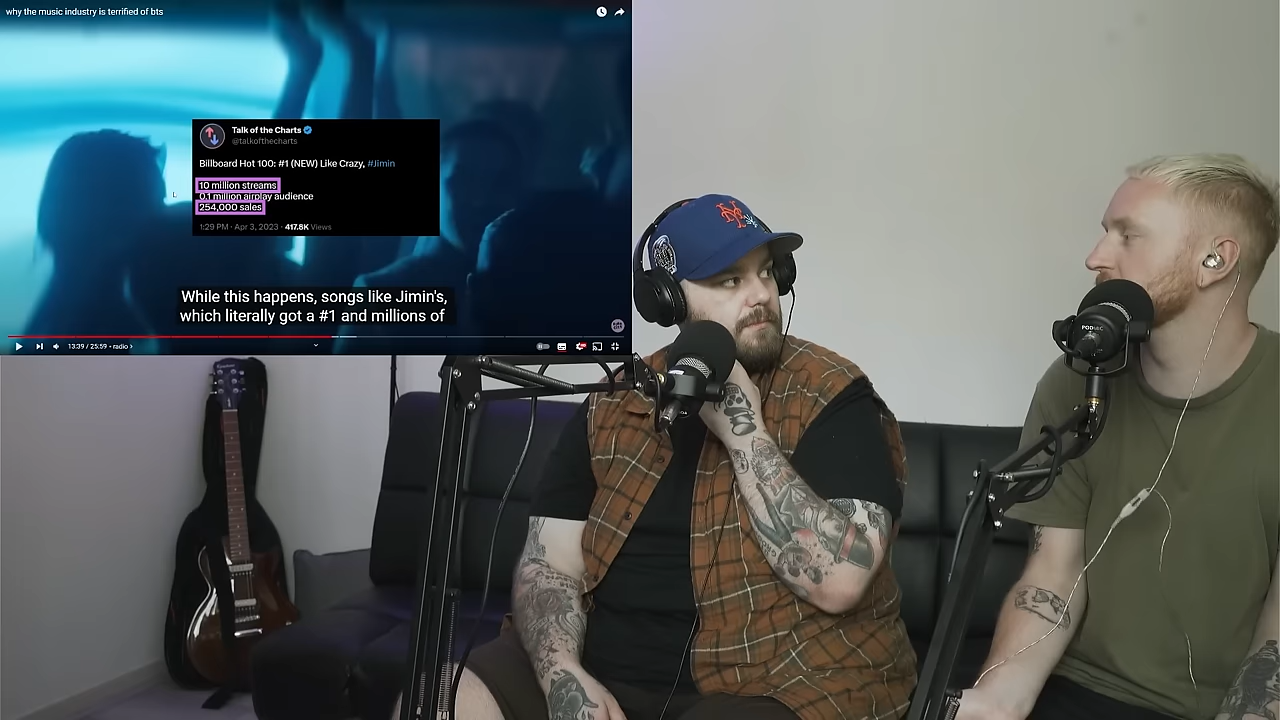 why the music industry is terrified of bts
Talk of the Charts
@talkofthecharts
Billboard Hot 100: #1 (NEW) Like Crazy, #Jimin
10 million streams
0.1 million airplay audience
254,000 sales
1:29 PM · Apr 3, 2023 · 417.8K Views
While this happens, songs like Jimin's,
which literally got a #1 and millions of
13:39 / 25:59 • radio ›
NY
PODMIC